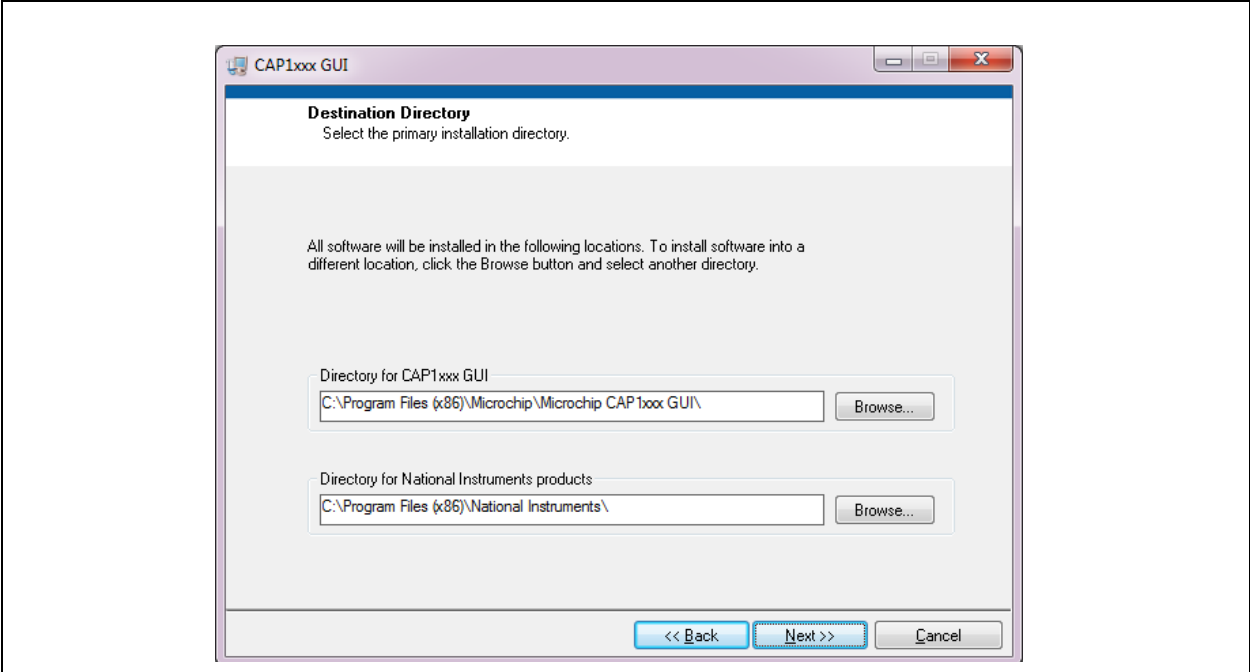 CAP1xxx GUI
Destination Directory
Select the primary installation directory.
All software will be installed in the following locations. To install software into a
different location, click the Browse button and select another directory.
Directory for CAP1xxx GUI
C:\Program Files (x86)\Microchip\Microchip CAP1xxx GUI\
Browse...
Directory for National Instruments products
C:\Program Files (x86)\National Instruments\
Browse...
<< Back Next >> Cancel